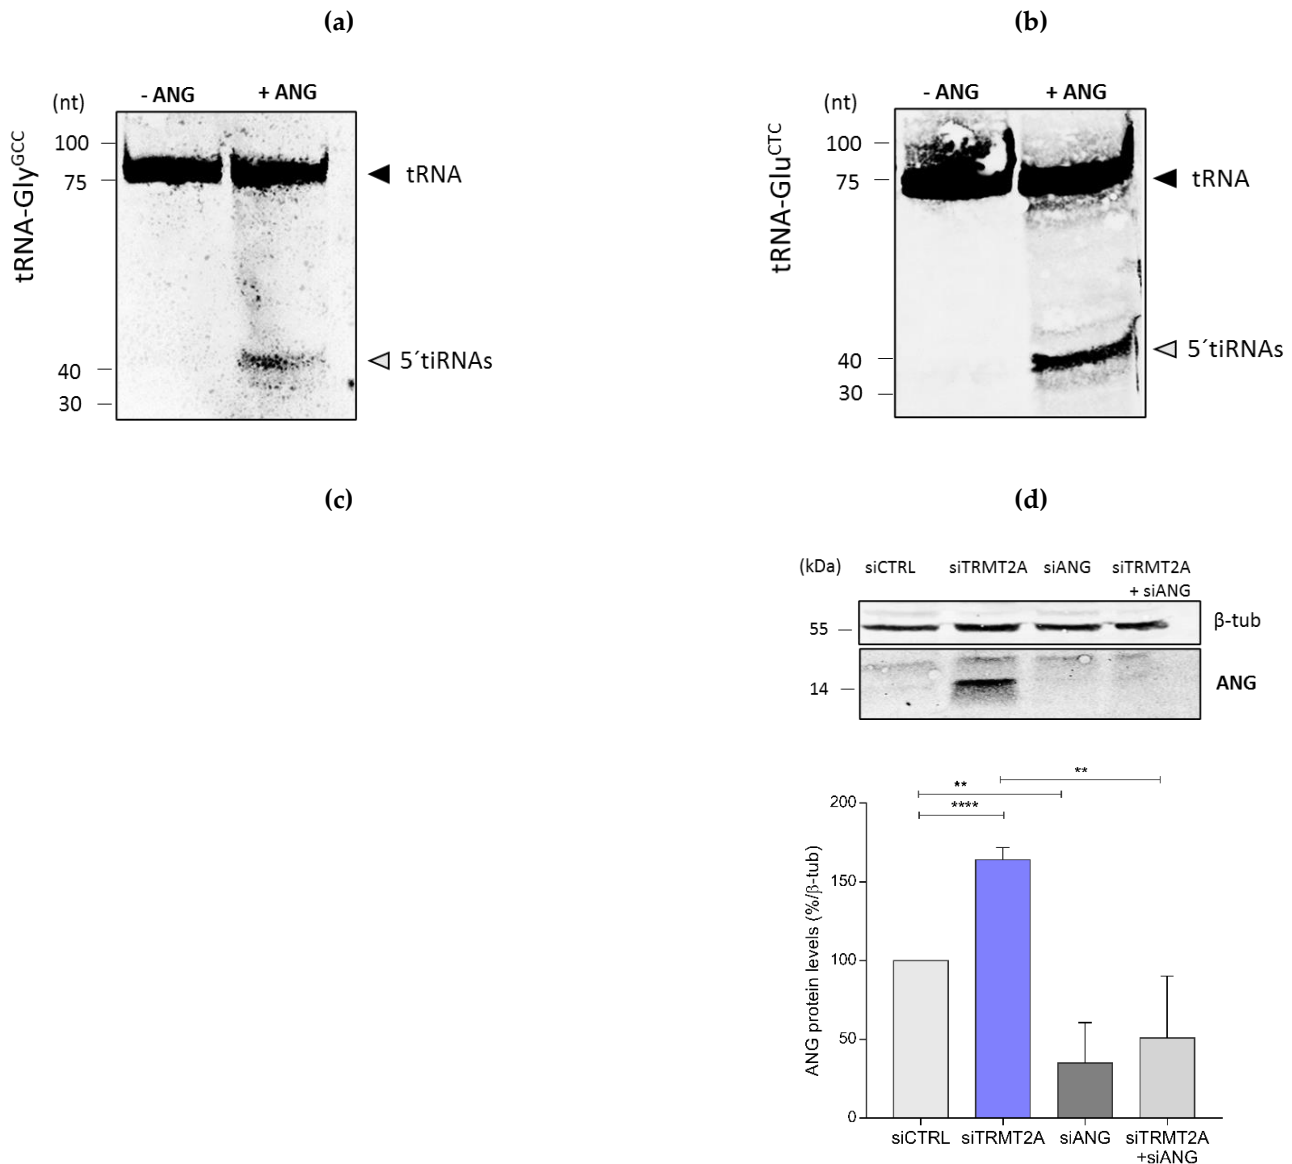 (a)
(nt)
- ANG
+ ANG
100
75
40
30
tRNA-Gly^GCC
tRNA
5´tiRNAs
(b)
(nt)
- ANG
+ ANG
100
75
40
30
tRNA-Glu^CTC
tRNA
5´tiRNAs
(c)
(d)
(kDa)
siCTRL
siTRMT2A
siANG
siTRMT2A
+ siANG
55
β-tub
14
ANG
**
**
****
ANG protein levels (%/β-tub)
200
150
100
50
0
siCTRL
siTRMT2A
siANG
siTRMT2A
+siANG